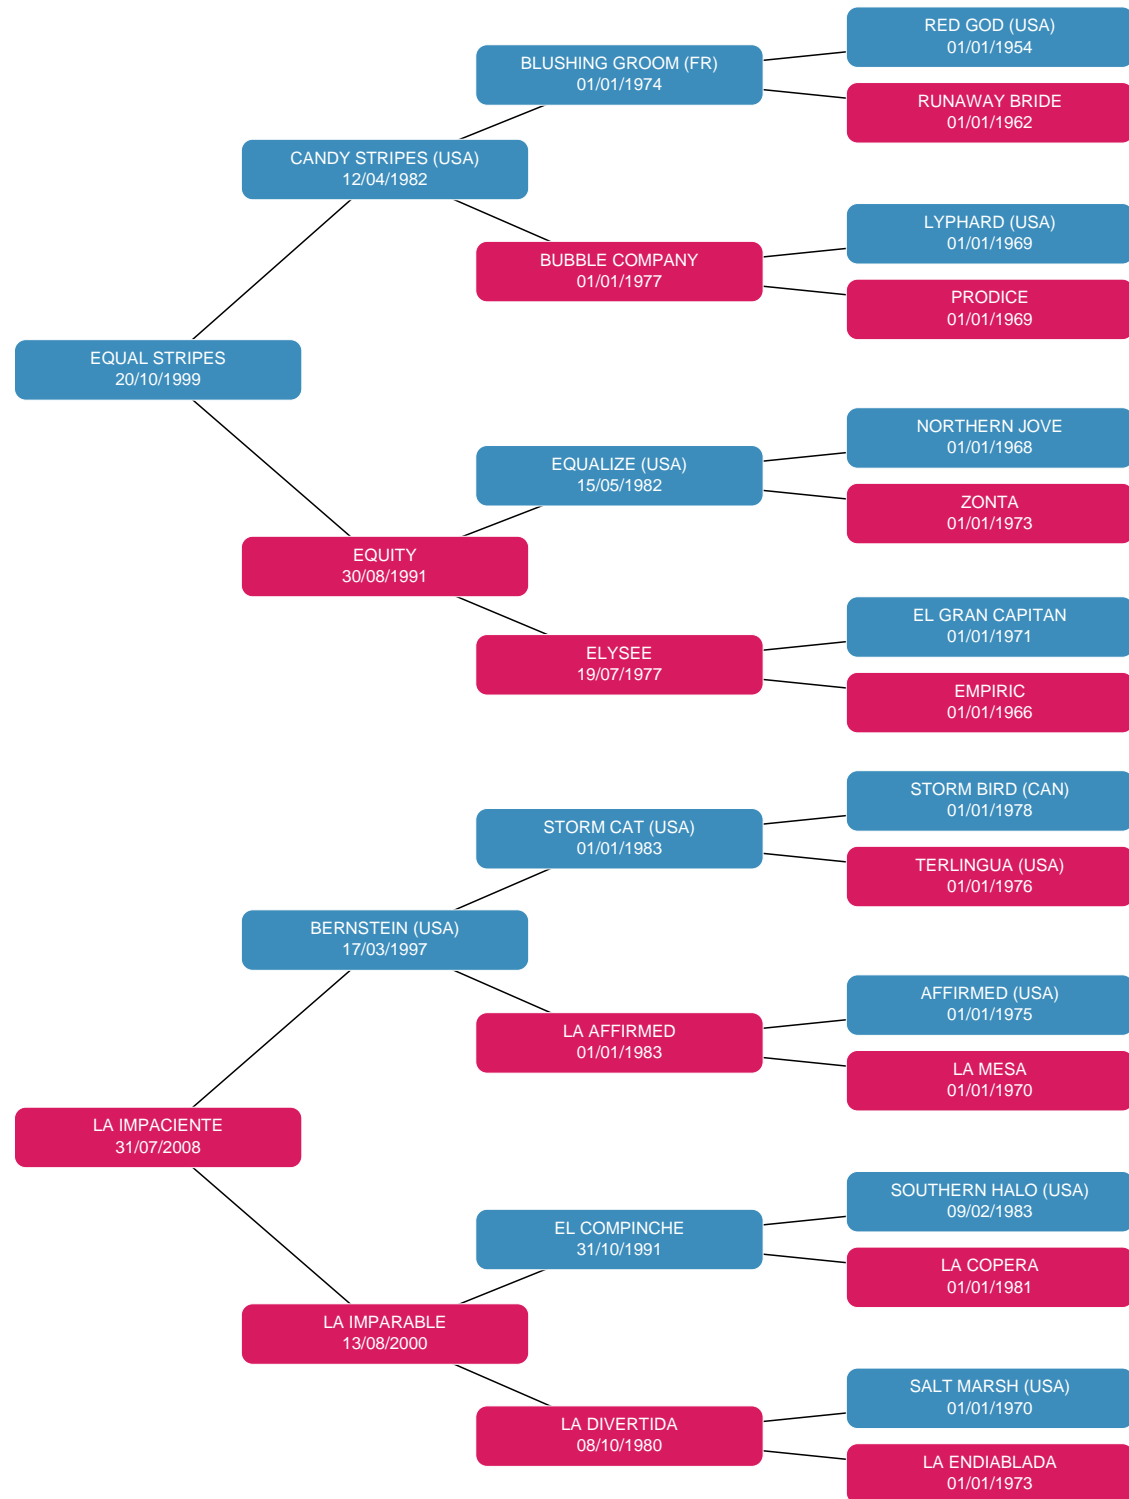 RED GOD (USA)
01/01/1954
BLUSHING GROOM (FR)
01/01/1974
RUNAWAY BRIDE
01/01/1962
CANDY STRIPES (USA)
12/04/1982
LYPHARD (USA)
01/01/1969
BUBBLE COMPANY
01/01/1977
PRODICE
01/01/1969
EQUAL STRIPES
20/10/1999
NORTHERN JOVE
01/01/1968
EQUALIZE (USA)
15/05/1982
ZONTA
01/01/1973
EQUITY
30/08/1991
EL GRAN CAPITAN
01/01/1971
ELYSEE
19/07/1977
EMPIRIC
01/01/1966
STORM BIRD (CAN)
01/01/1978
STORM CAT (USA)
01/01/1983
TERLINGUA (USA)
01/01/1976
BERNSTEIN (USA)
17/03/1997
AFFIRMED (USA)
01/01/1975
LA AFFIRMED
01/01/1983
LA MESA
01/01/1970
LA IMPACIENTE
31/07/2008
SOUTHERN HALO (USA)
09/02/1983
EL COMPINCHE
31/10/1991
LA COPERA
01/01/1981
LA IMPARABLE
13/08/2000
SALT MARSH (USA)
01/01/1970
LA DIVERTIDA
08/10/1980
LA ENDIABLADA
01/01/1973